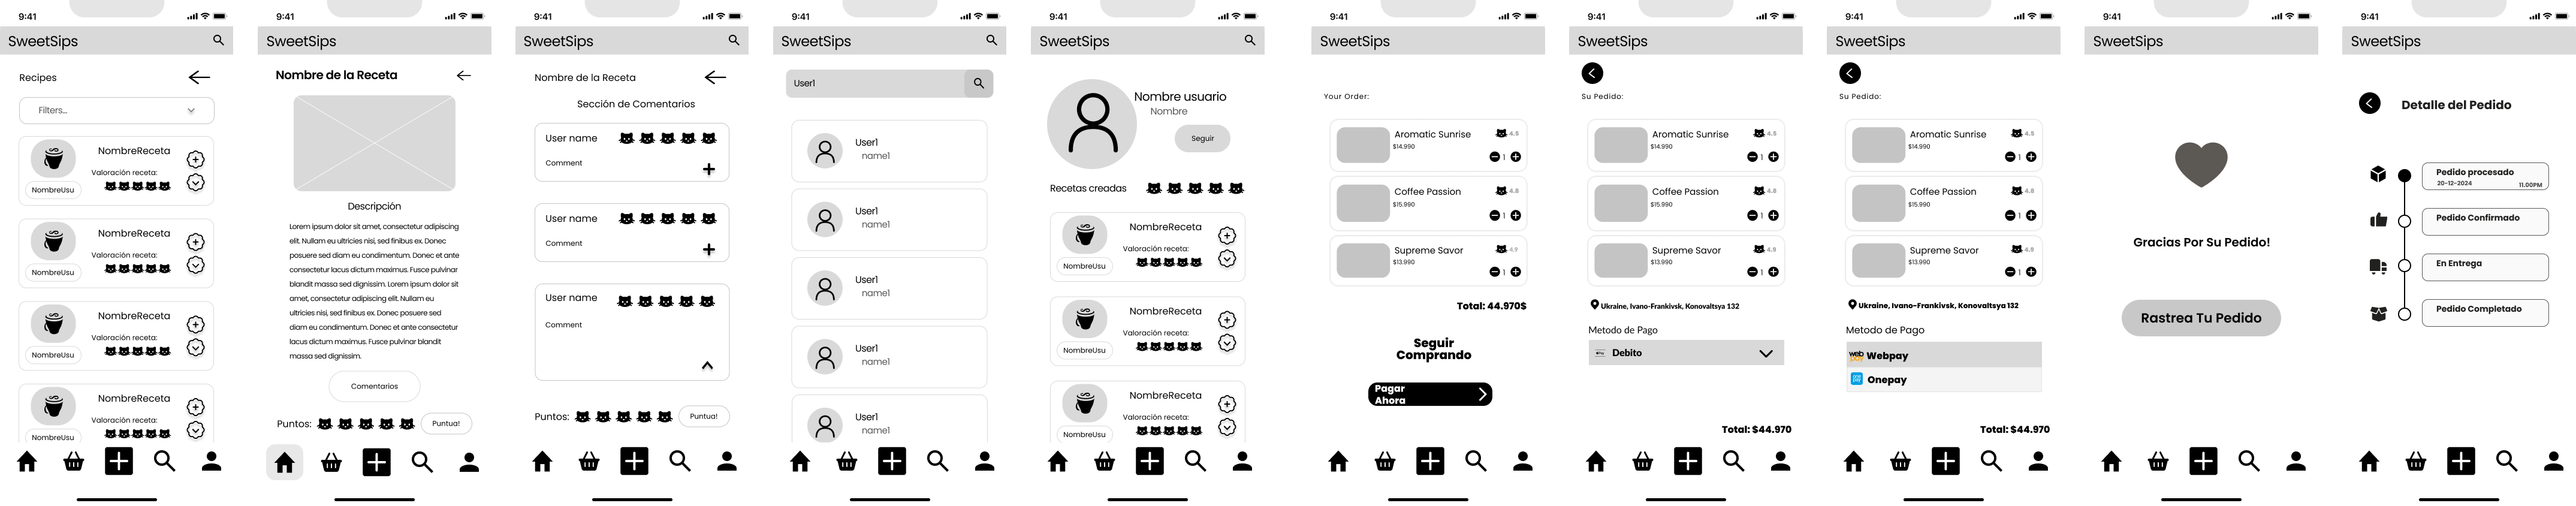 9:41
SweetSips
Recipes
Filters...
NombreReceta
Valoración receta:
NombreUsu
NombreReceta
Valoración receta:
NombreUsu
NombreReceta
Valoración receta:
NombreUsu
NombreReceta
Valoración receta:
NombreUsu
9:41
SweetSips
Nombre de la Receta
Descripción
Lorem ipsum dolor sit amet, consectetur adipiscing
elit. Nullam eu ultricies nisi, sed finibus ex. Donec
posuere sed diam eu condimentum. Donec et ante
consectetur lacus dictum maximus. Fusce pulvinar
blandit massa sed dignissim. Lorem ipsum dolor sit
amet, consectetur adipiscing elit. Nullam eu
ultricies nisi, sed finibus ex. Donec posuere sed
diam eu condimentum. Donec et ante consectetur
lacus dictum maximus. Fusce pulvinar blandit
massa sed dignissim.
Comentarios
Puntos:
Puntua!
9:41
SweetSips
Nombre de la Receta
Sección de Comentarios
User name
Comment
User name
Comment
User name
Comment
Puntos:
Puntua!
9:41
SweetSips
User1
User1
name1
User1
name1
User1
name1
User1
name1
User1
name1
9:41
SweetSips
Nombre usuario
Nombre
Seguir
Recetas creadas
NombreReceta
Valoración receta:
NombreUsu
NombreReceta
Valoración receta:
NombreUsu
NombreReceta
Valoración receta:
NombreUsu
9:41
SweetSips
Your Order:
Aromatic Sunrise 4.5
$14.990
1
Coffee Passion 4.8
$15.990
1
Supreme Savor 4.9
$13.990
1
Total: 44.970$
Seguir
Comprando
Pagar
Ahora
9:41
SweetSips
Su Pedido:
Aromatic Sunrise 4.5
$14.990
1
Coffee Passion 4.8
$15.990
1
Supreme Savor 4.9
$13.990
1
Ukraine, Ivano-Frankivsk, Konovaltsya 132
Metodo de Pago
Debito
Total: $44.970
9:41
SweetSips
Su Pedido:
Aromatic Sunrise 4.5
$14.990
1
Coffee Passion 4.8
$15.990
1
Supreme Savor 4.9
$13.990
1
Ukraine, Ivano-Frankivsk, Konovaltsya 132
Metodo de Pago
Webpay
Onepay
Total: $44.970
9:41
SweetSips
Gracias Por Su Pedido!
Rastrea Tu Pedido
9:41
SweetSips
Detalle del Pedido
Pedido procesado
20-12-2024 11.00PM
Pedido Confirmado
En Entrega
Pedido Completado